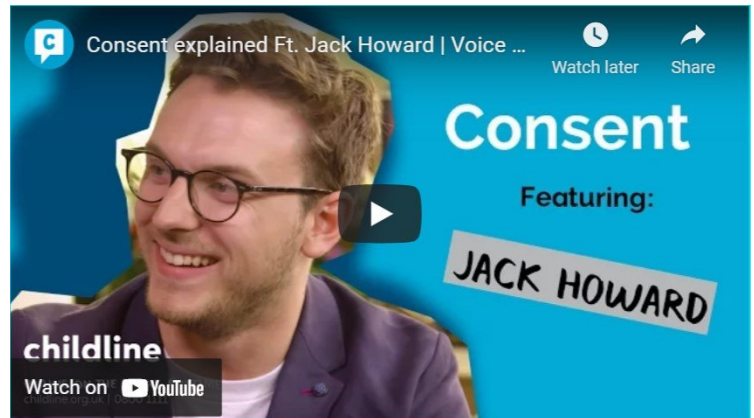 Consent explained Ft. Jack Howard | Voice ...
Watch later
Share
Consent
Featuring:
JACK HOWARD
childline
Watch on YouTube
childline.org.uk | 0800 1111